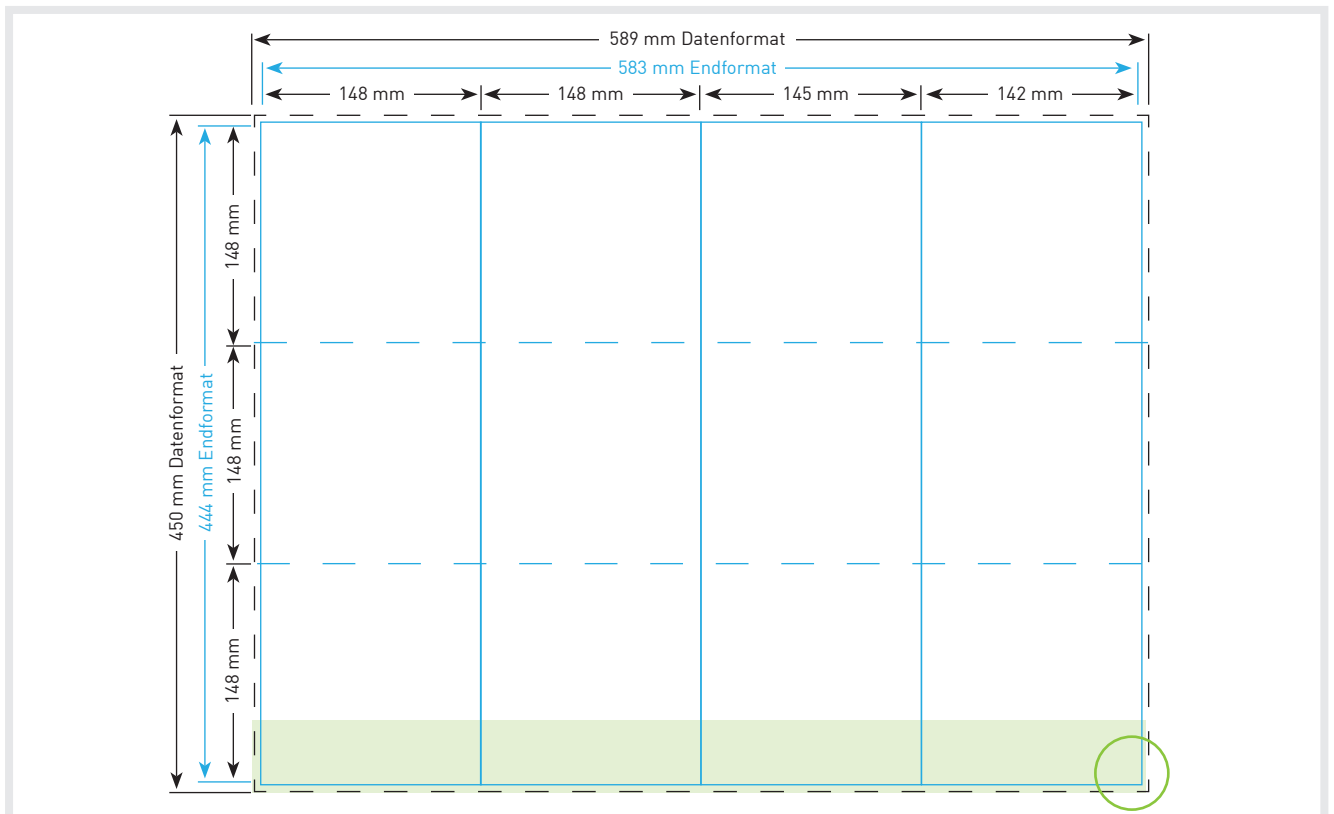 589 mm Datenformat
583 mm Endformat
148 mm
148 mm
145 mm
142 mm
450 mm Datenformat
444 mm Endformat
148 mm
148 mm
148 mm